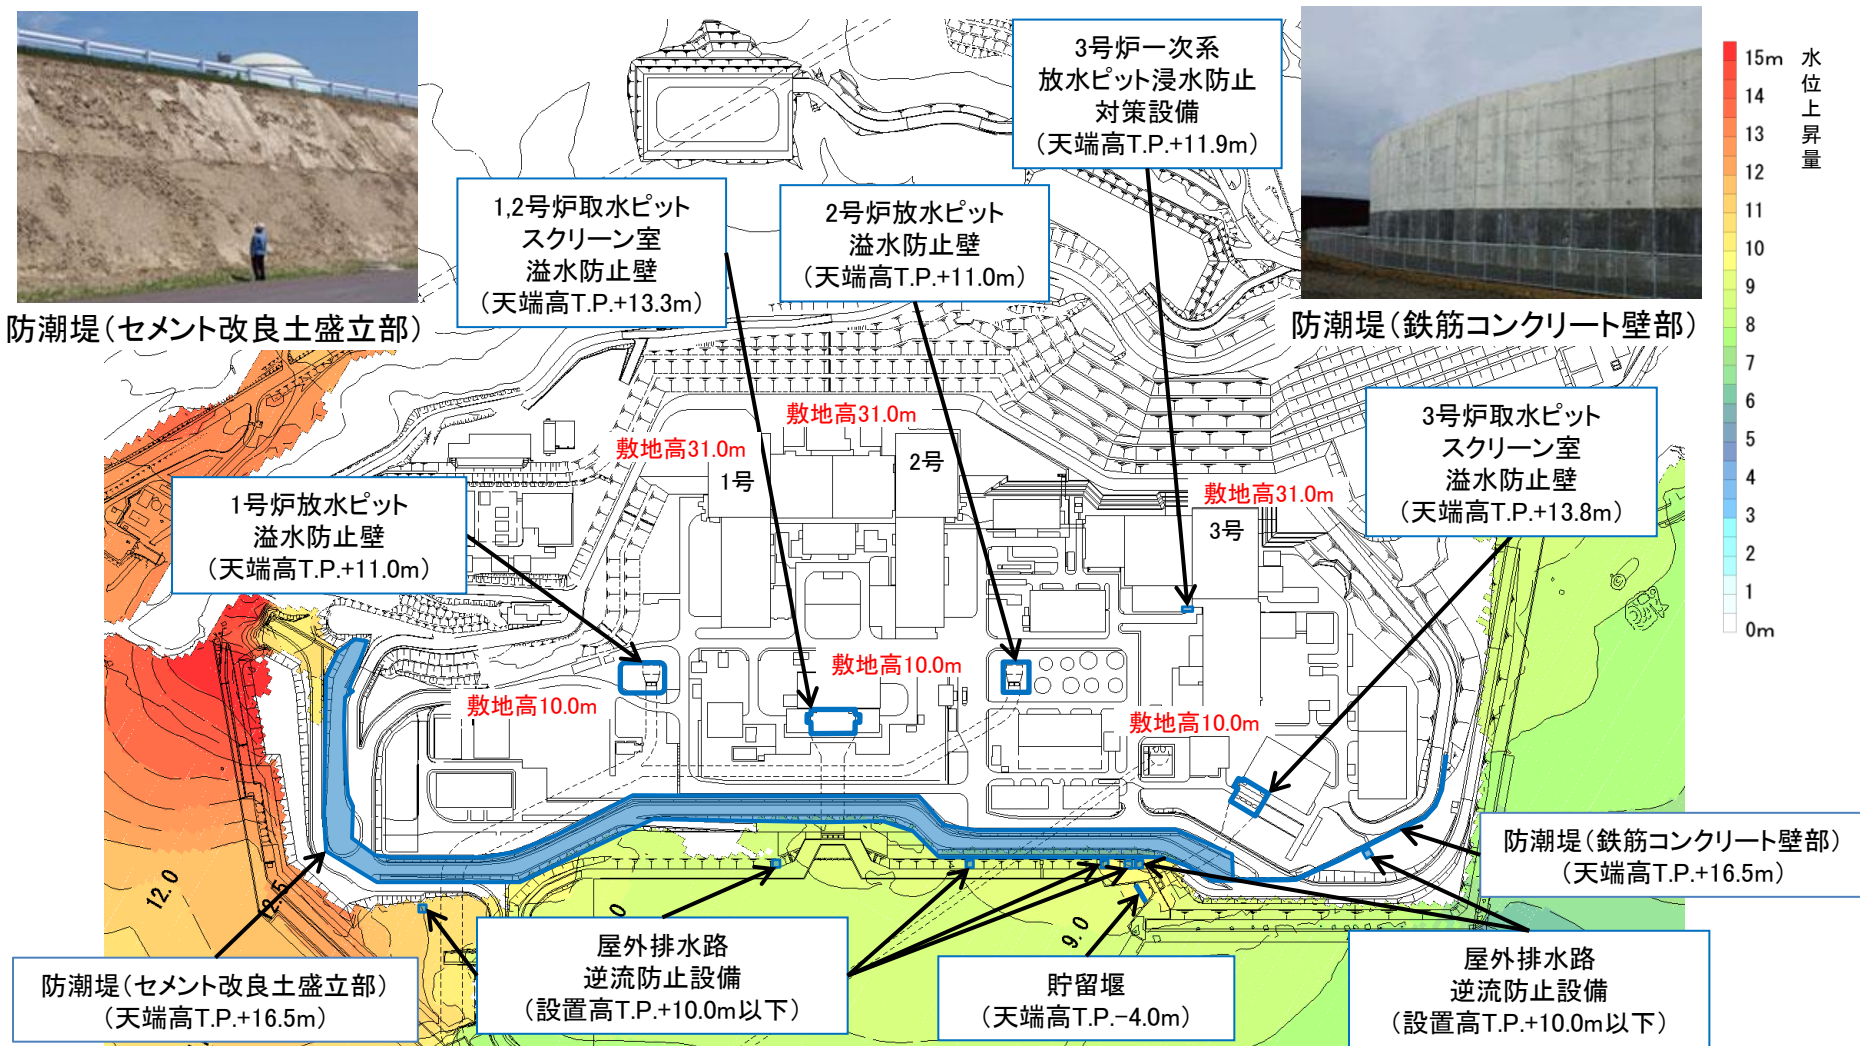 防潮堤(セメント改良土盛立部)
3号炉一次系
放水ピット浸水防止
対策設備
(天端高T.P.+11.9m)
1,2号炉取水ピット
スクリーン室
溢水防止壁
(天端高T.P.+13.3m)
2号炉放水ピット
溢水防止壁
(天端高T.P.+11.0m)
防潮堤(鉄筋コンクリート壁部)
15m
14
13
12
11
10
9
8
7
6
5
4
3
2
1
0m
水位上昇量
敷地高31.0m
敷地高31.0m
敷地高31.0m
1号
2号
3号
3号炉取水ピット
スクリーン室
溢水防止壁
(天端高T.P.+13.8m)
1号炉放水ピット
溢水防止壁
(天端高T.P.+11.0m)
敷地高10.0m
敷地高10.0m
敷地高10.0m
12.0
12.5
9.0
防潮堤(鉄筋コンクリート壁部)
(天端高T.P.+16.5m)
防潮堤(セメント改良土盛立部)
(天端高T.P.+16.5m)
屋外排水路
逆流防止設備
(設置高T.P.+10.0m以下)
貯留堰
(天端高T.P.-4.0m)
屋外排水路
逆流防止設備
(設置高T.P.+10.0m以下)